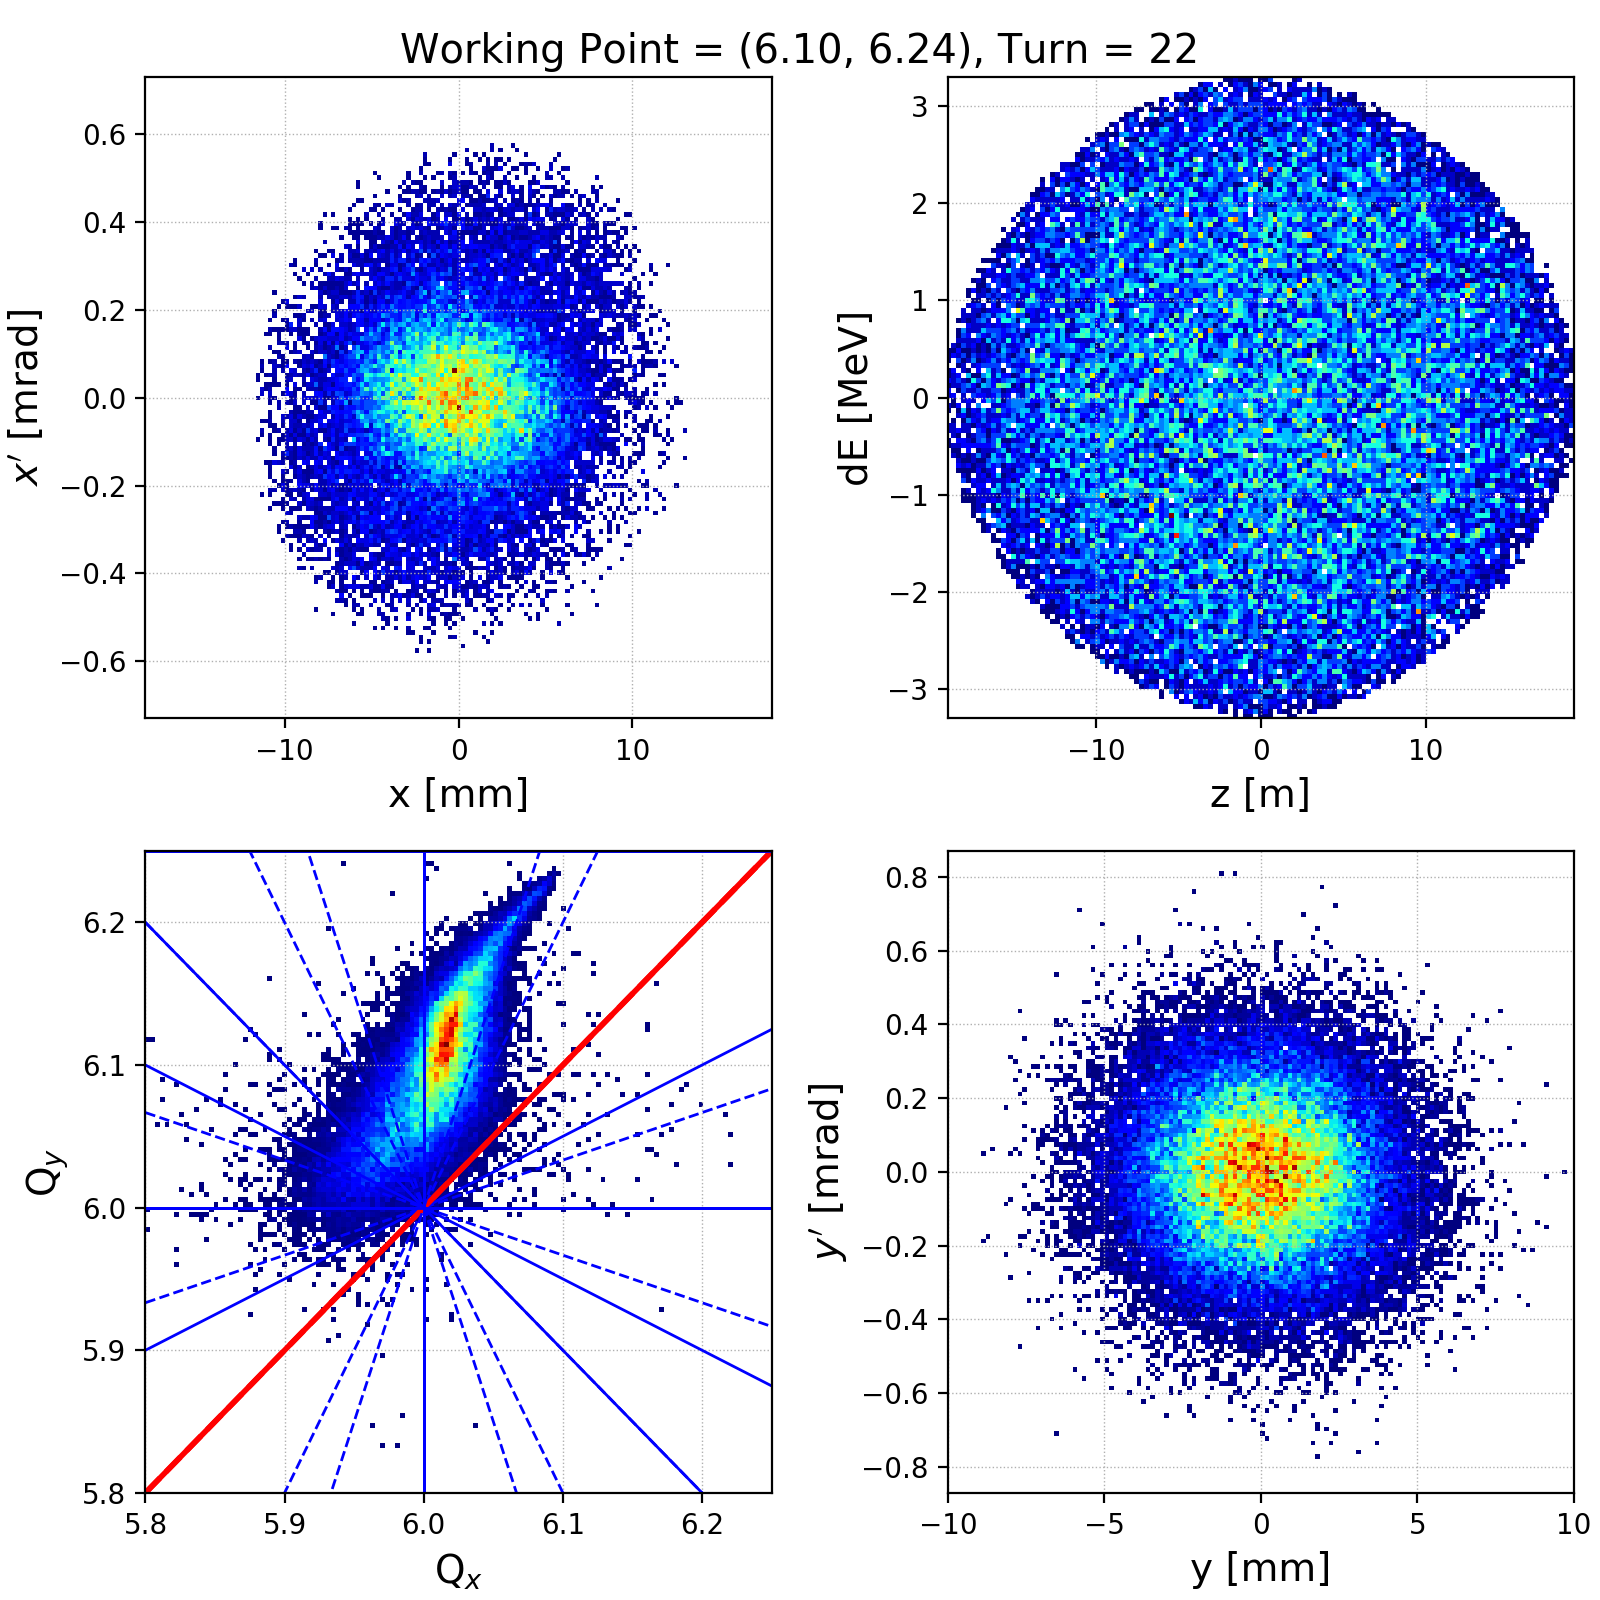 Working Point = (6.10, 6.24), Turn = 22
0.6
0.4
0.2
0.0
−0.2
−0.4
−0.6
x′ [mrad]
−10 0 10
x [mm]
3
2
1
0
−1
−2
−3
dE [MeV]
−10 0 10
z [m]
6.2
6.1
6.0
5.9
5.8
Qy
5.8 5.9 6.0 6.1 6.2
Qx
0.8
0.6
0.4
0.2
0.0
−0.2
−0.4
−0.6
−0.8
y′ [mrad]
−10 −5 0 5 10
y [mm]